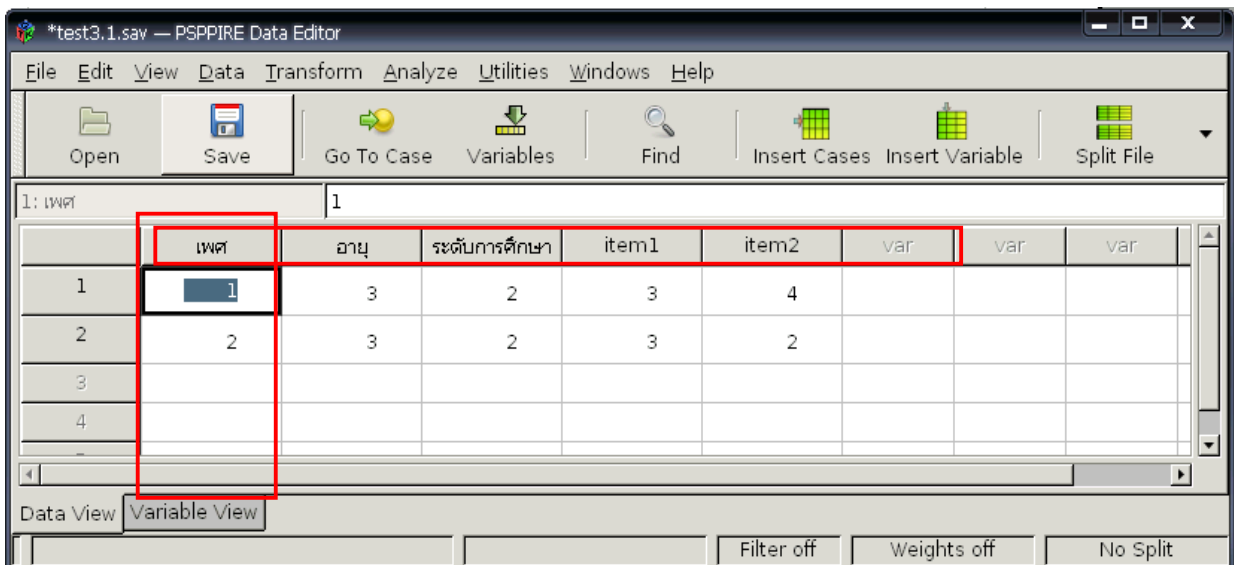 *test3.1.sav — PSPPIRE Data Editor
File Edit View Data Transform Analyze Utilities Windows Help
Open Save Go To Case Variables Find Insert Cases Insert Variable Split File
1: เพศ 1
เพศ อายุ ระดับการศึกษา item1 item2 var var var
1 1 3 2 3 4
2 2 3 2 3 2
3
4
Data View Variable View
Filter off Weights off No Split